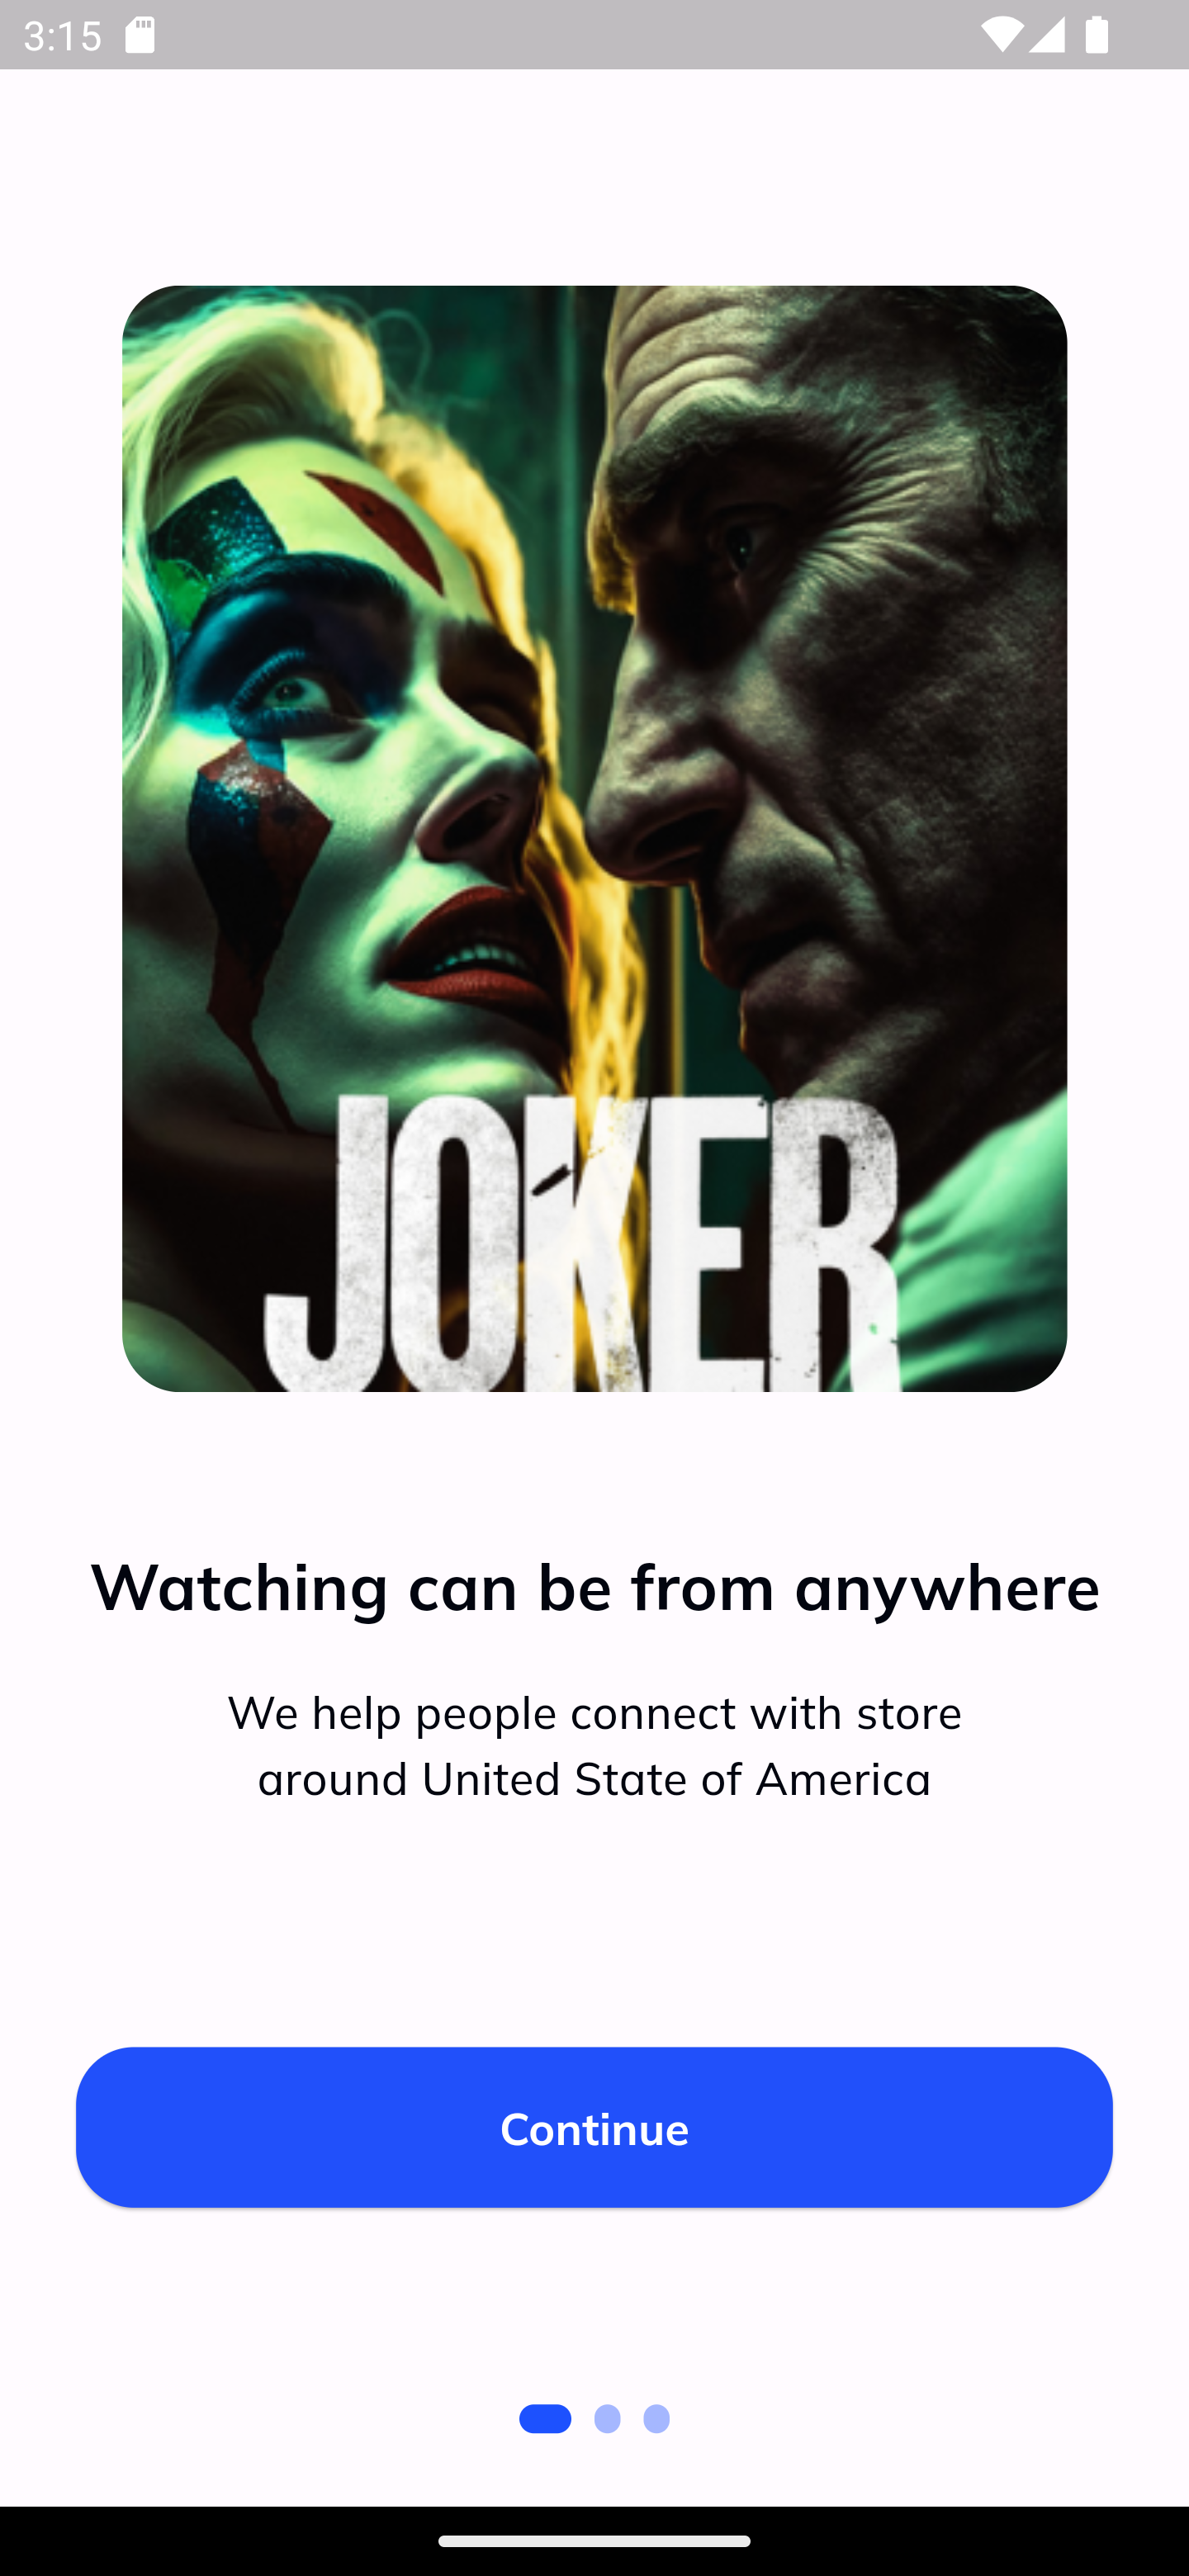 3:15
JOKER
Watching can be from anywhere
We help people connect with store
around United State of America
Continue